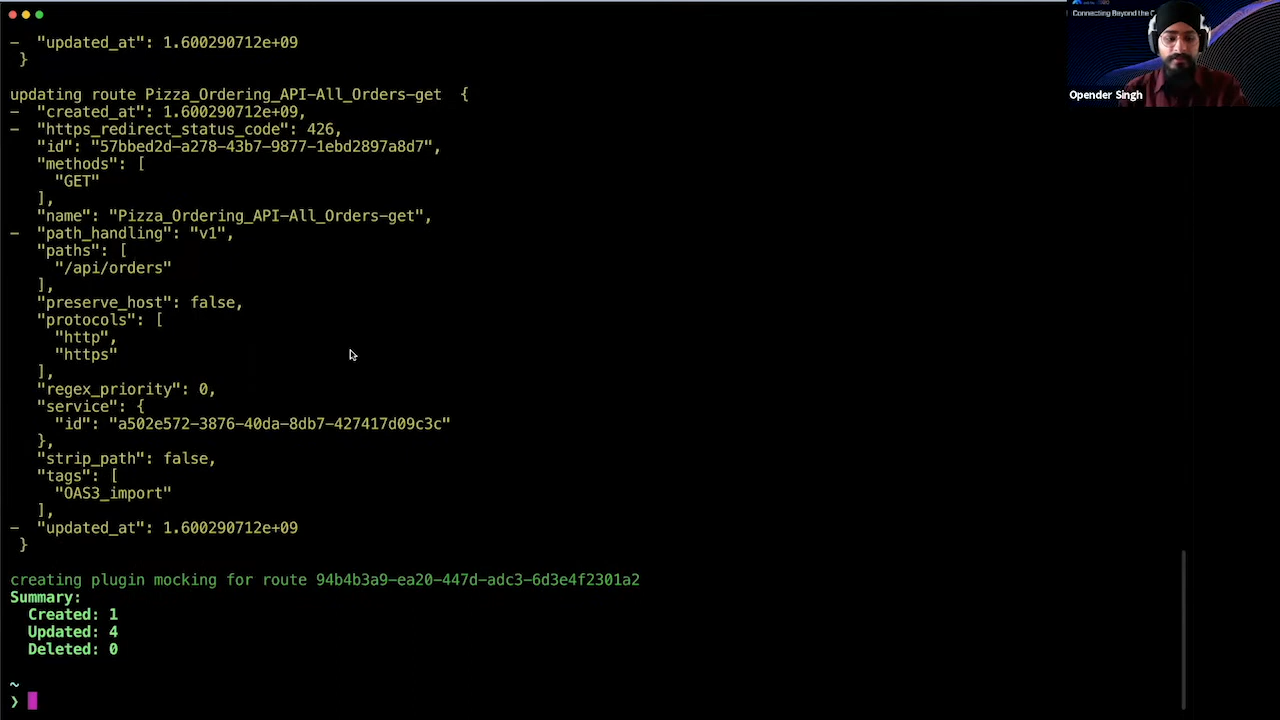 Connecting Beyond the
Opender Singh
-  "updated_at": 1.600290712e+09
}
updating route Pizza_Ordering_API-All_Orders-get  {
-  "created_at": 1.600290712e+09,
-  "https_redirect_status_code": 426,
"id": "57bbed2d-a278-43b7-9877-1ebd2897a8d7",
"methods": [
"GET"
],
"name": "Pizza_Ordering_API-All_Orders-get",
-  "path_handling": "v1",
"paths": [
"/api/orders"
],
"preserve_host": false,
"protocols": [
"http",
"https"
],
"regex_priority": 0,
"service": {
"id": "a502e572-3876-40da-8db7-427417d09c3c"
},
"strip_path": false,
"tags": [
"OAS3_import"
],
-  "updated_at": 1.600290712e+09
}
creating plugin mocking for route 94b4b3a9-ea20-447d-adc3-6d3e4f2301a2
Summary:
Created: 1
Updated: 4
Deleted: 0
~
❯